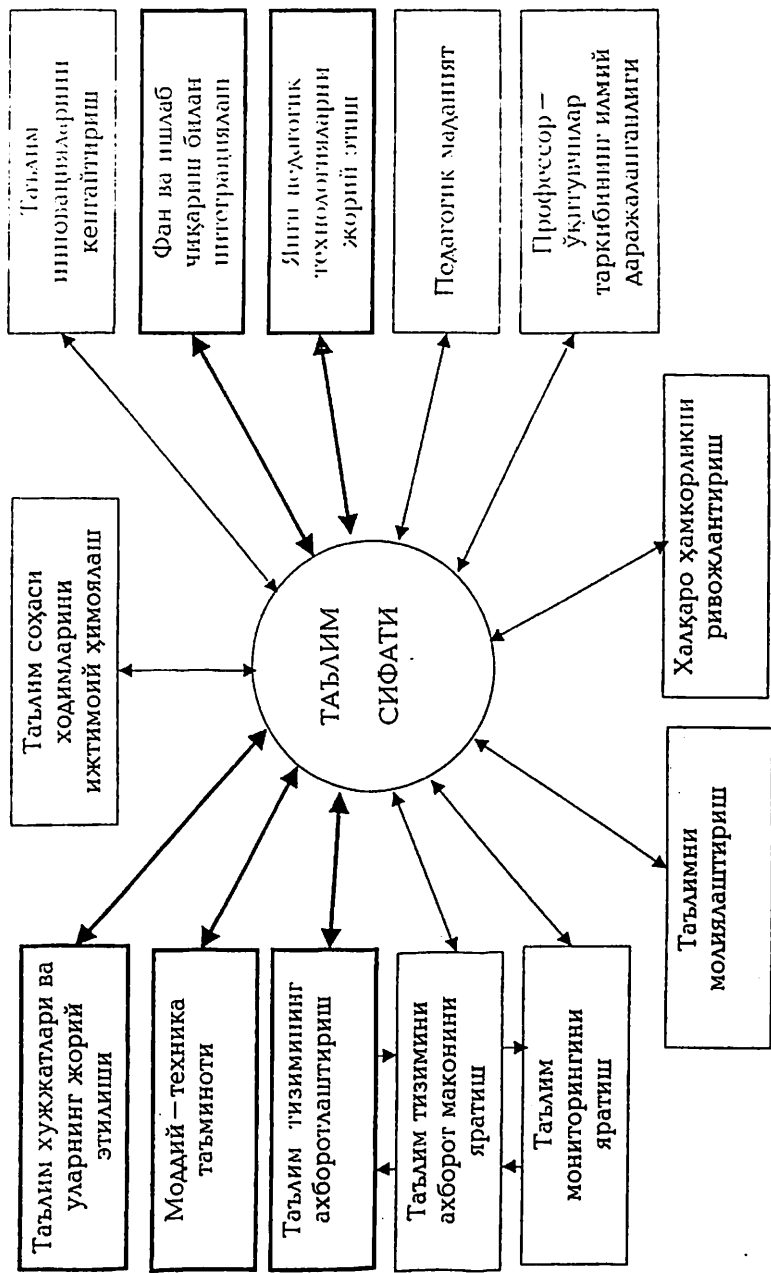 Таълим соҳаси
ходимларини
ижтимоий ҳимоялаш
Таълим хужжатлари ва
уларнинг жорий
этилиши
Моддий – техника
таъминоти
Таълим тизимининг
ахборотлаштириш
Таълим тизимини
ахборот маконини
яратиш
Таълим
мониторингини
яратиш
ТАЪЛИМ
СИФАТИ
Таълим
инновацияларини
кенгайтириш
Фан ва ишлаб
чиқариш билан
интеграциялаш
Янги педагогик
технологияларни
жорий этиш
Педагогик маданият
Профессор –
ўқитувчилар
таркибининг илмий
даражаланганлиги
Таълимни
молиялаштириш
Халқаро ҳамкорликни
ривожлантириш